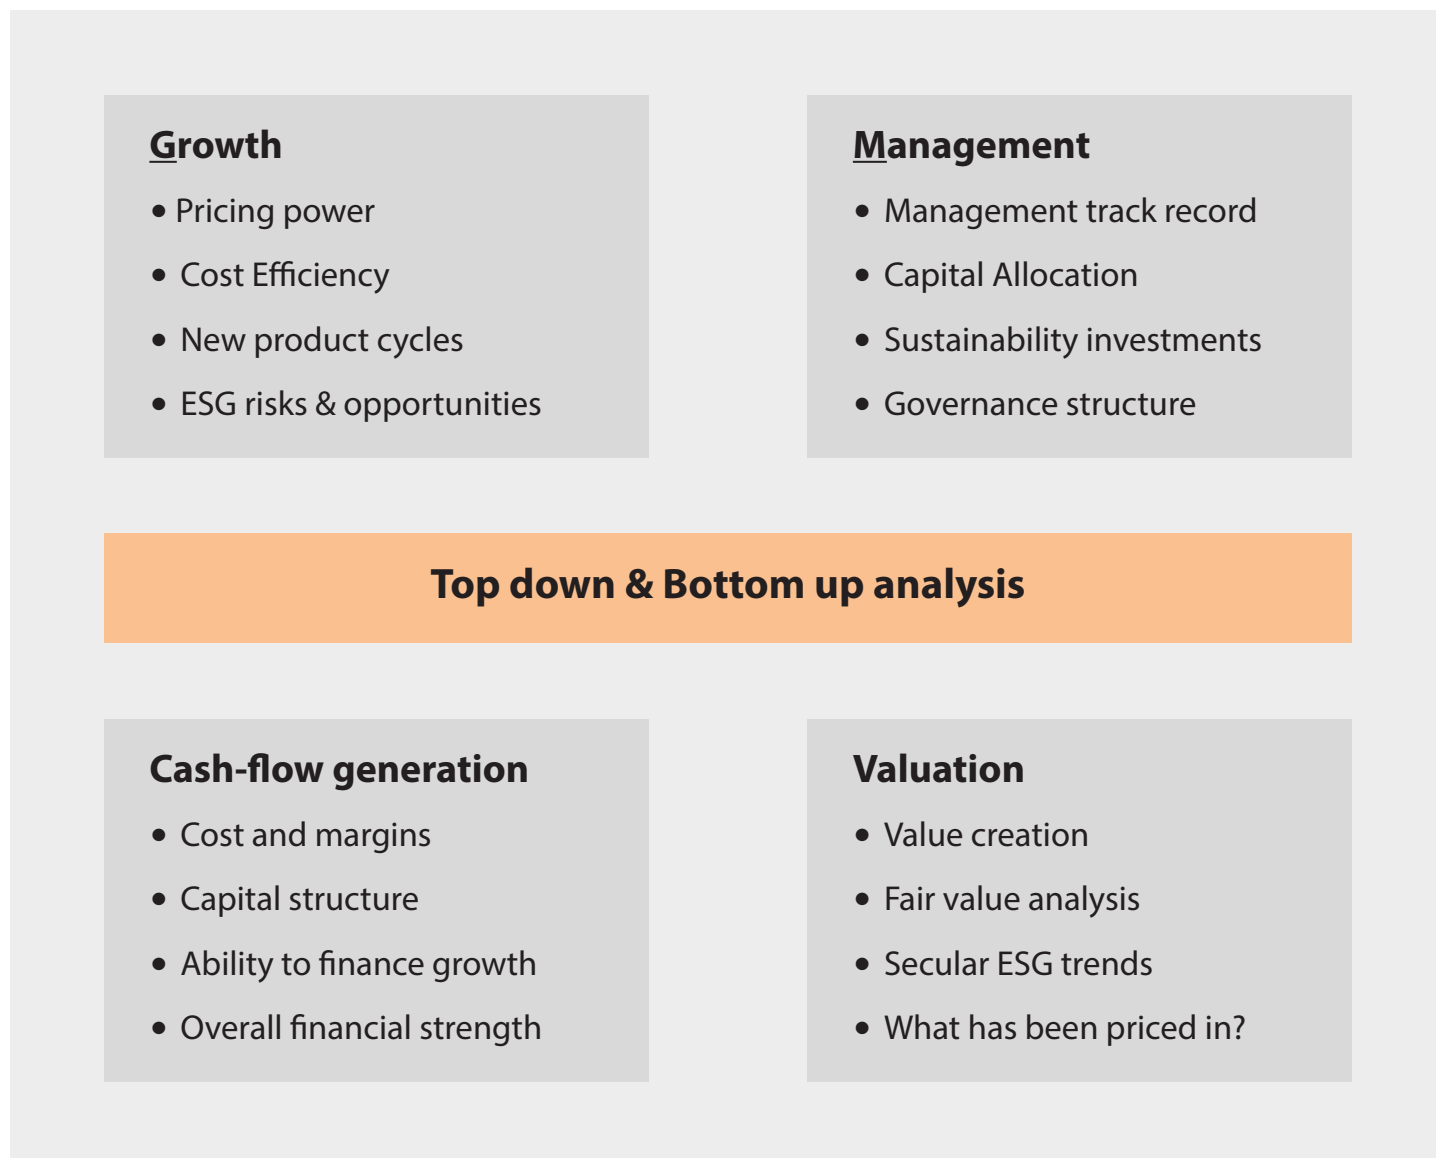 Growth
• Pricing power
• Cost Efficiency
• New product cycles
• ESG risks & opportunities
Management
• Management track record
• Capital Allocation
• Sustainability investments
• Governance structure
Top down & Bottom up analysis
Cash-flow generation
• Cost and margins
• Capital structure
• Ability to finance growth
• Overall financial strength
Valuation
• Value creation
• Fair value analysis
• Secular ESG trends
• What has been priced in?